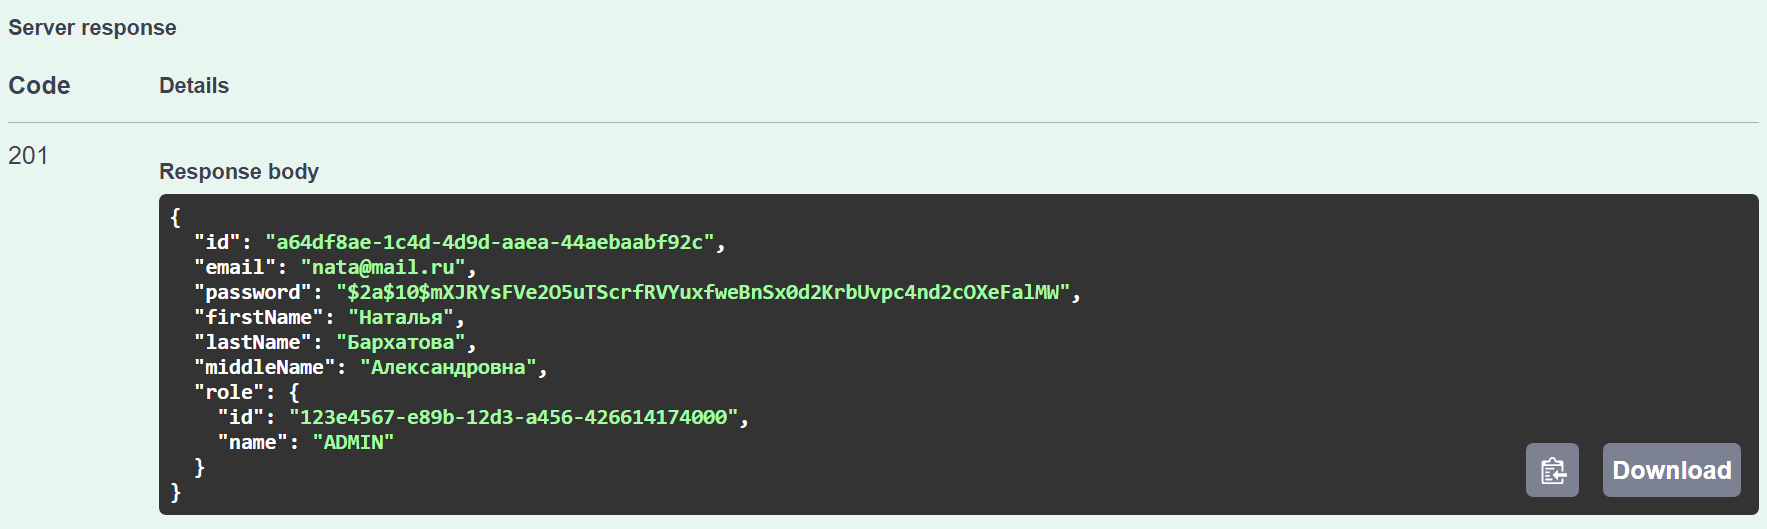 Server response
Code Details
201
Response body
{
"id": "a64df8ae-1c4d-4d9d-aaea-44aebaabf92c",
"email": "nata@mail.ru",
"password": "$2a$10$mXJRYsFVe2O5uTScrfRVYuxfweBnSx0d2KrbUvpc4nd2cOXeFalMW",
"firstName": "Наталья",
"lastName": "Бархатова",
"middleName": "Александровна",
"role": {
"id": "123e4567-e89b-12d3-a456-426614174000",
"name": "ADMIN"
}
}
Download